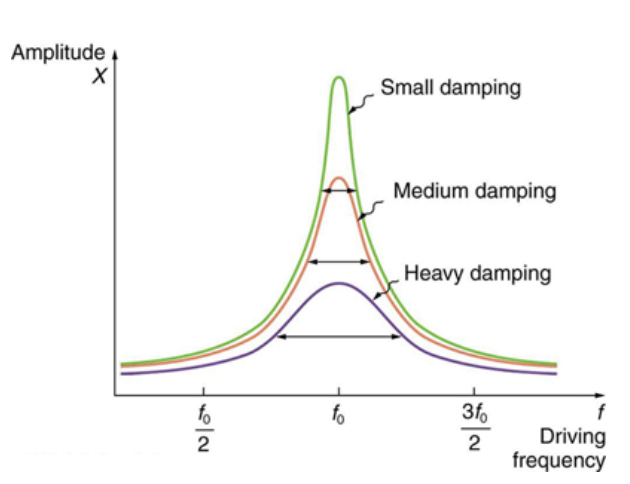 Amplitude
X
Small damping
Medium damping
Heavy damping
f₀
2
f₀
3f₀
2
f
Driving
frequency